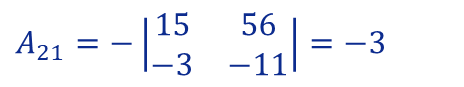 A₂₁ = − |15 56| = −3
|−3 −11|